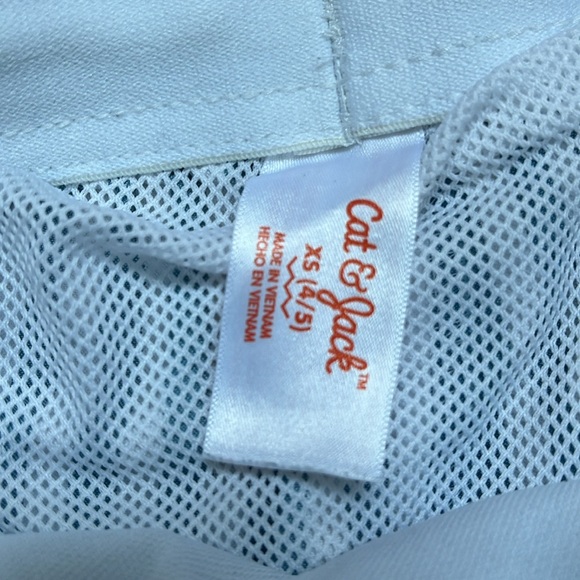 Cat & Jack™
XS (4/5)
MADE IN VIETNAM
HECHO EN VIETNAM